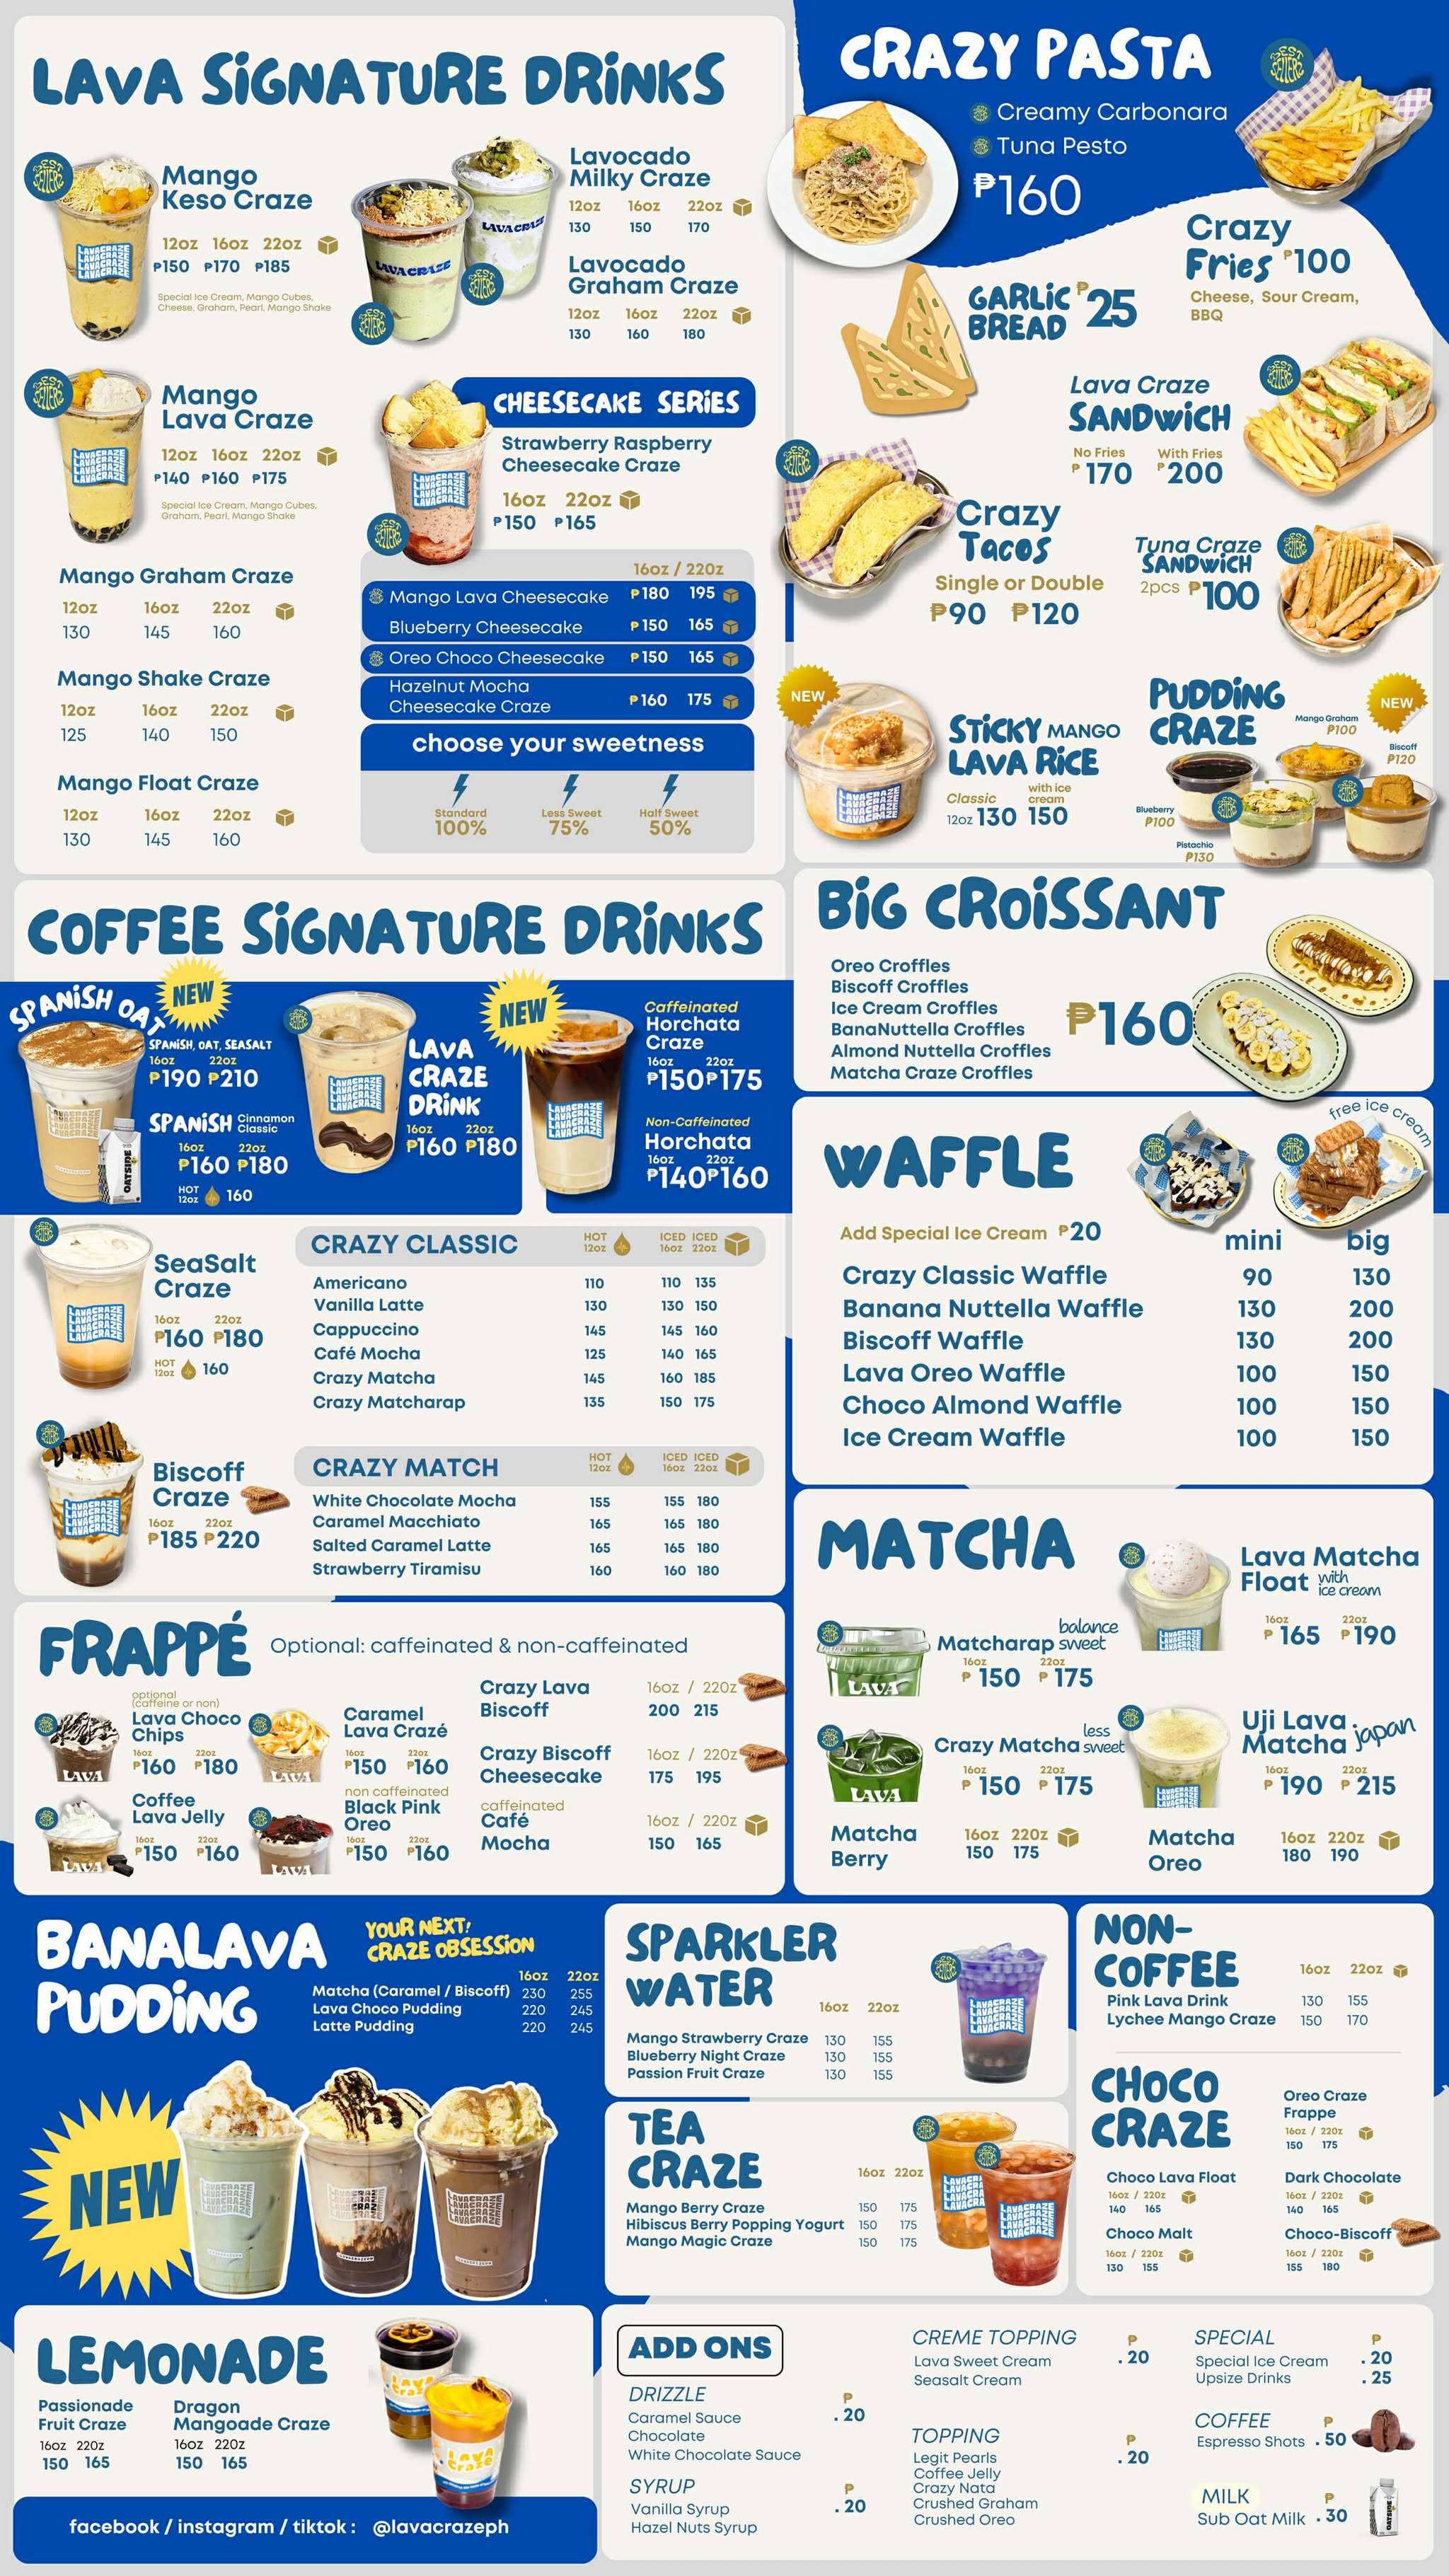 LAVA SiGNATURE DRiNKS
BEST SELLERZ
Mango
Keso Craze
12oz 16oz 22oz
₱150 ₱170 ₱185
Special Ice Cream, Mango Cubes,
Cheese, Graham, Pearl, Mango Shake
Lavocado
Milky Craze
12oz 16oz 22oz
130 150 170
Lavocado
Graham Craze
12oz 16oz 22oz
130 160 180
LAVACRAZE
Mango
Lava Craze
12oz 16oz 22oz
₱140 ₱160 ₱175
Special Ice Cream, Mango Cubes,
Graham, Pearl, Mango Shake
CHEESECAKE SERiES
Strawberry Raspberry
Cheesecake Craze
16oz 22oz
₱150 ₱165
16oz / 22oz
Mango Lava Cheesecake ₱180 195
Blueberry Cheesecake ₱150 165
Oreo Choco Cheesecake ₱150 165
Hazelnut Mocha
Cheesecake Craze ₱160 175
choose your sweetness
Standard Less Sweet Half Sweet
100% 75% 50%
Mango Graham Craze
12oz 16oz 22oz
130 145 160
Mango Shake Craze
12oz 16oz 22oz
125 140 150
Mango Float Craze
12oz 16oz 22oz
130 145 160
CRAZY PASTA
Creamy Carbonara
Tuna Pesto
₱160
Crazy
Fries ₱100
Cheese, Sour Cream,
BBQ
GARLiC
BREAD ₱25
Lava Craze
SANDWiCH
No Fries With Fries
₱170 ₱200
Crazy
Tacos
Single or Double
₱90 ₱120
Tuna Craze
SANDWiCH
2pcs ₱100
NEW
STiCKY MANGO
LAVA RiCE
Classic with ice cream
12oz 130 150
PUDDiNG
CRAZE
NEW
Mango Graham
₱100
Biscoff
₱120
Blueberry
₱100
Pistachio
₱130
COFFEE SiGNATURE DRiNKS
SPANiSH OAT
NEW
SPANiSH, OAT, SEASALT
16oz 22oz
₱190 ₱210
SPANiSH Cinnamon Classic
16oz 22oz
₱160 ₱180
HOT
12oz 160
OATSIDE
LAVA
CRAZE
DRiNK
16oz 22oz
₱160 ₱180
NEW
Caffeinated
Horchata
Craze
16oz 22oz
₱150 ₱175
Non-Caffeinated
Horchata
16oz 22oz
₱140 ₱160
SeaSalt
Craze
16oz 22oz
₱160 ₱180
HOT
12oz 160
CRAZY CLASSIC HOT 12oz ICED 16oz ICED 22oz
Americano 110 110 135
Vanilla Latte 130 130 150
Cappuccino 145 145 160
Café Mocha 125 140 165
Crazy Matcha 145 160 185
Crazy Matcharap 135 150 175
Biscoff
Craze
16oz 22oz
₱185 ₱220
CRAZY MATCH HOT 12oz ICED 16oz ICED 22oz
White Chocolate Mocha 155 155 180
Caramel Macchiato 165 165 180
Salted Caramel Latte 165 165 180
Strawberry Tiramisu 160 160 180
BiG CROiSSANT
Oreo Croffles
Biscoff Croffles
Ice Cream Croffles
BanaNuttella Croffles
Almond Nuttella Croffles
Matcha Craze Croffles
₱160
WAFFLE
free ice cream
Add Special Ice Cream ₱20
mini big
Crazy Classic Waffle 90 130
Banana Nuttella Waffle 130 200
Biscoff Waffle 130 200
Lava Oreo Waffle 100 150
Choco Almond Waffle 100 150
Ice Cream Waffle 100 150
FRAPPÉ
Optional: caffeinated & non-caffeinated
optional
(caffeine or non)
Lava Choco
Chips
16oz 22oz
₱160 ₱180
Caramel
Lava Crazé
16oz 22oz
₱150 ₱160
Crazy Lava
Biscoff
16oz / 22oz
200 215
Crazy Biscoff
Cheesecake
16oz / 22oz
175 195
Coffee
Lava Jelly
16oz 22oz
₱150 ₱160
non caffeinated
Black Pink
Oreo
16oz 22oz
₱150 ₱160
caffeinated
Café
Mocha
16oz / 22oz
150 165
MATCHA
Lava Matcha
Float with ice cream
16oz 22oz
₱165 ₱190
Matcharap balance sweet
16oz 22oz
₱150 ₱175
Crazy Matcha less sweet
16oz 22oz
₱150 ₱175
Uji Lava
Matcha japan
16oz 22oz
₱190 ₱215
Matcha
Berry
16oz 22oz
150 175
Matcha
Oreo
16oz 22oz
180 190
BANALAVA
PUDDiNG
YOUR NEXT!
CRAZE OBSESSiON
16oz 22oz
Matcha (Caramel / Biscoff) 230 255
Lava Choco Pudding 220 245
Latte Pudding 220 245
NEW
SPARKLER
WATER
16oz 22oz
Mango Strawberry Craze 130 155
Blueberry Night Craze 130 155
Passion Fruit Craze 130 155
TEA
CRAZE
16oz 22oz
Mango Berry Craze 150 175
Hibiscus Berry Popping Yogurt 150 175
Mango Magic Craze 150 175
NON-
COFFEE
16oz 22oz
Pink Lava Drink 130 155
Lychee Mango Craze 150 170
CHOCO
CRAZE
Oreo Craze
Frappe
16oz / 22oz
150 175
Choco Lava Float
16oz / 22oz
140 165
Dark Chocolate
16oz / 22oz
140 165
Choco Malt
16oz / 22oz
130 155
Choco-Biscoff
16oz / 22oz
155 180
LEMONADE
Passionade
Fruit Craze
16oz 22oz
150 165
Dragon
Mangoade Craze
16oz 22oz
150 165
facebook / instagram / tiktok : @lavacrazeph
ADD ONS
DRIZZLE ₱
Caramel Sauce . 20
Chocolate
White Chocolate Sauce
SYRUP ₱
Vanilla Syrup . 20
Hazel Nuts Syrup
CREME TOPPING ₱
Lava Sweet Cream . 20
Seasalt Cream
TOPPING ₱
Legit Pearls . 20
Coffee Jelly
Crazy Nata
Crushed Graham
Crushed Oreo
SPECIAL ₱
Special Ice Cream . 20
Upsize Drinks . 25
COFFEE ₱
Espresso Shots . 50
MILK ₱
Sub Oat Milk . 30
OATSIDE